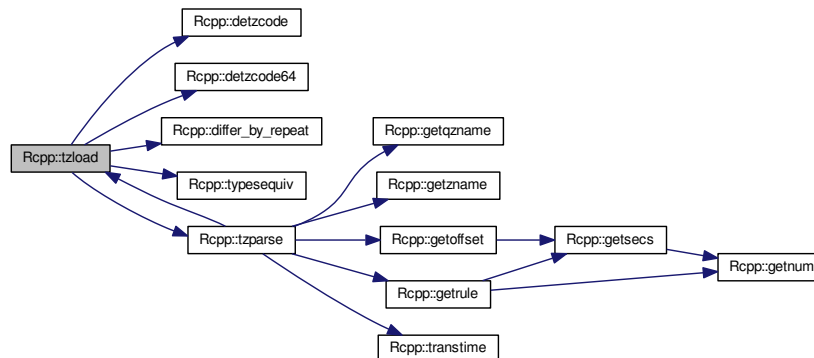 Rcpp::detzcode
Rcpp::detzcode64
Rcpp::differ_by_repeat
Rcpp::getqzname
Rcpp::tzload
Rcpp::typesequiv
Rcpp::getzname
Rcpp::tzparse
Rcpp::getoffset
Rcpp::getsecs
Rcpp::getnum
Rcpp::getrule
Rcpp::transtime